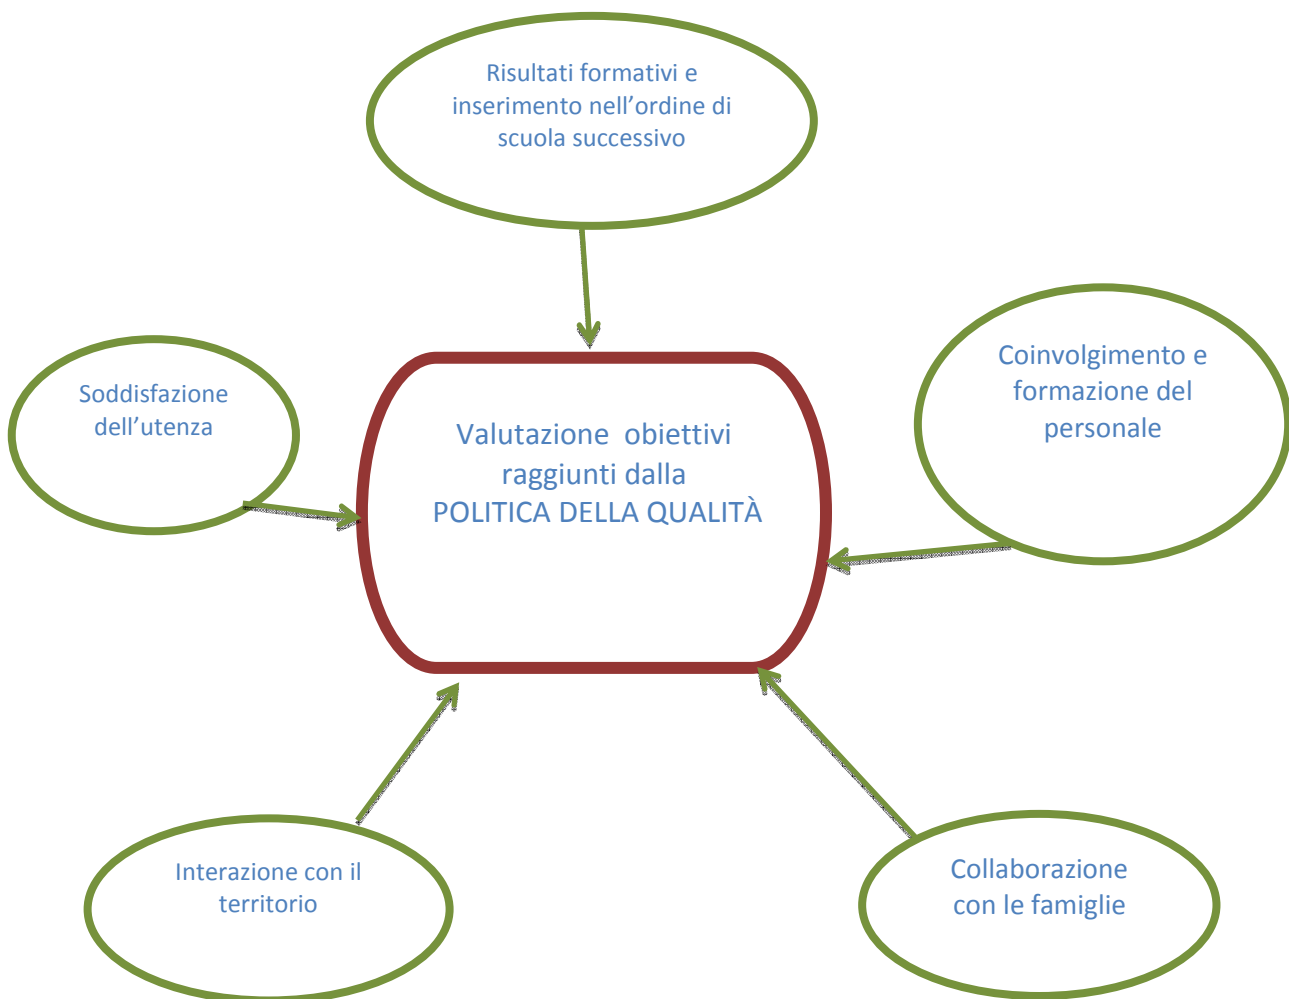 Risultati formativi e
inserimento nell’ordine di
scuola successivo
Soddisfazione
dell’utenza
Coinvolgimento e
formazione del
personale
Valutazione obiettivi
raggiunti dalla
POLITICA DELLA QUALITÀ
Interazione con il
territorio
Collaborazione
con le famiglie